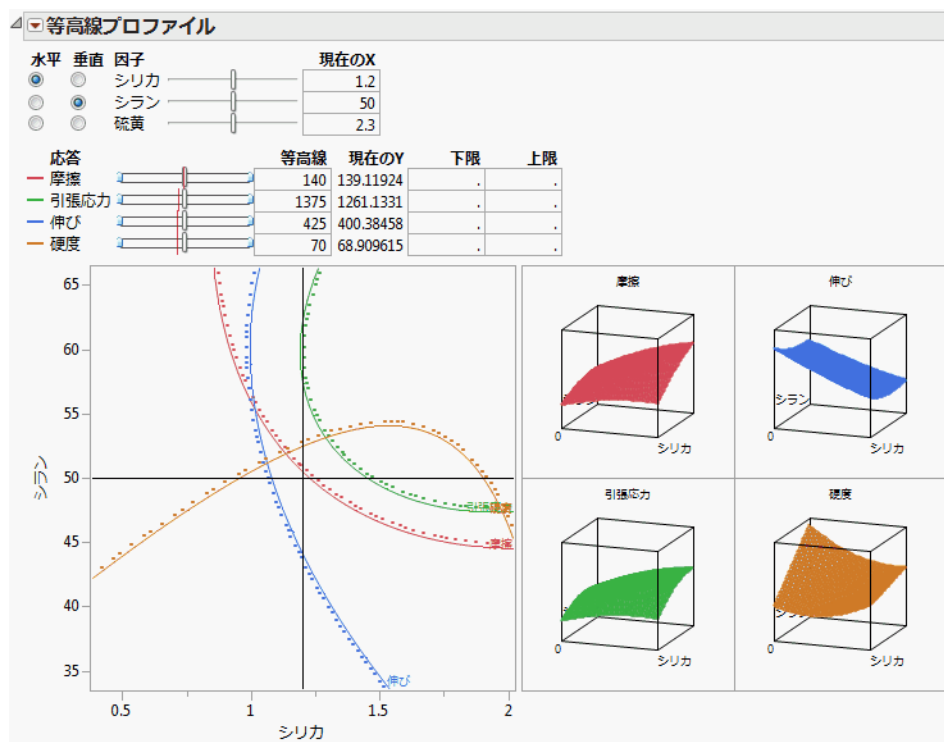 等高線プロファイル
水平 垂直 因子 現在のX
シリカ 1.2
シラン 50
硫黄 2.3
応答 等高線 現在のY 下限 上限
摩擦 140 139.11924 . .
引張応力 1375 1261.1331 . .
伸び 425 400.38458 . .
硬度 70 68.909615 . .
65
60
55
50
45
40
35
シラン
硬度
摩擦
伸び
0.5 1 1.5 2
シリカ
摩擦
0
シリカ
伸び
シラン
0
シリカ
引張応力
0
シリカ
硬度
0
シリカ